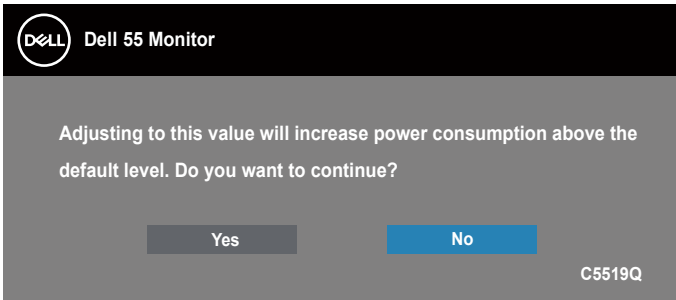 DELL Dell 55 Monitor
Adjusting to this value will increase power consumption above the
default level. Do you want to continue?
Yes No
C5519Q